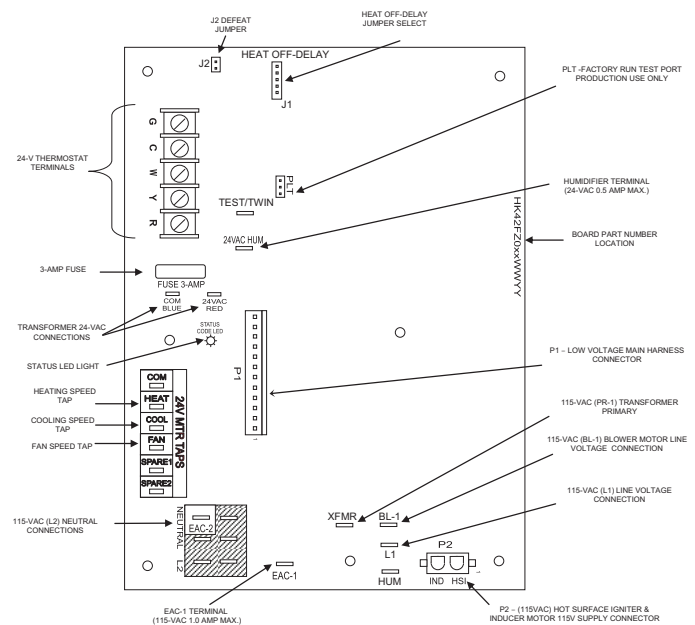 J2 DEFEAT
JUMPER
HEAT OFF-DELAY
JUMPER SELECT
J2
HEAT OFF-DELAY
J1
PLT -FACTORY RUN TEST PORT
PRODUCTION USE ONLY
24-V THERMOSTAT
TERMINALS
G
C
W
Y
R
PLT
TEST/TWIN
HUMIDIFIER TERMINAL
(24-VAC 0.5 AMP MAX.)
24VAC HUM
HK42FZ0xxWWYY
BOARD PART NUMBER
LOCATION
3-AMP FUSE
FUSE 3-AMP
COM
BLUE
24VAC
RED
TRANSFORMER 24-VAC
CONNECTIONS
STATUS
CODE LED
STATUS LED LIGHT
P1
1
P1 – LOW VOLTAGE MAIN HARNESS
CONNECTOR
COM
HEAT
COOL
FAN
SPARE1
SPARE2
24V MTR TAPS
HEATING SPEED
TAP
COOLING SPEED
TAP
FAN SPEED TAP
115-VAC (PR-1) TRANSFORMER
PRIMARY
115-VAC (BL-1) BLOWER MOTOR LINE
VOLTAGE  CONNECTION
115-VAC (L1) LINE VOLTAGE
CONNECTION
115-VAC (L2) NEUTRAL
CONNECTIONS
NEUTRAL
L2
EAC-2
XFMR
BL-1
L1
P2
EAC-1
HUM
IND
HSI
1
EAC-1 TERMINAL
(115-VAC 1.0 AMP MAX.)
P2 – (115VAC) HOT SURFACE IGNITER &
INDUCER MOTOR 115V SUPPLY CONNECTOR